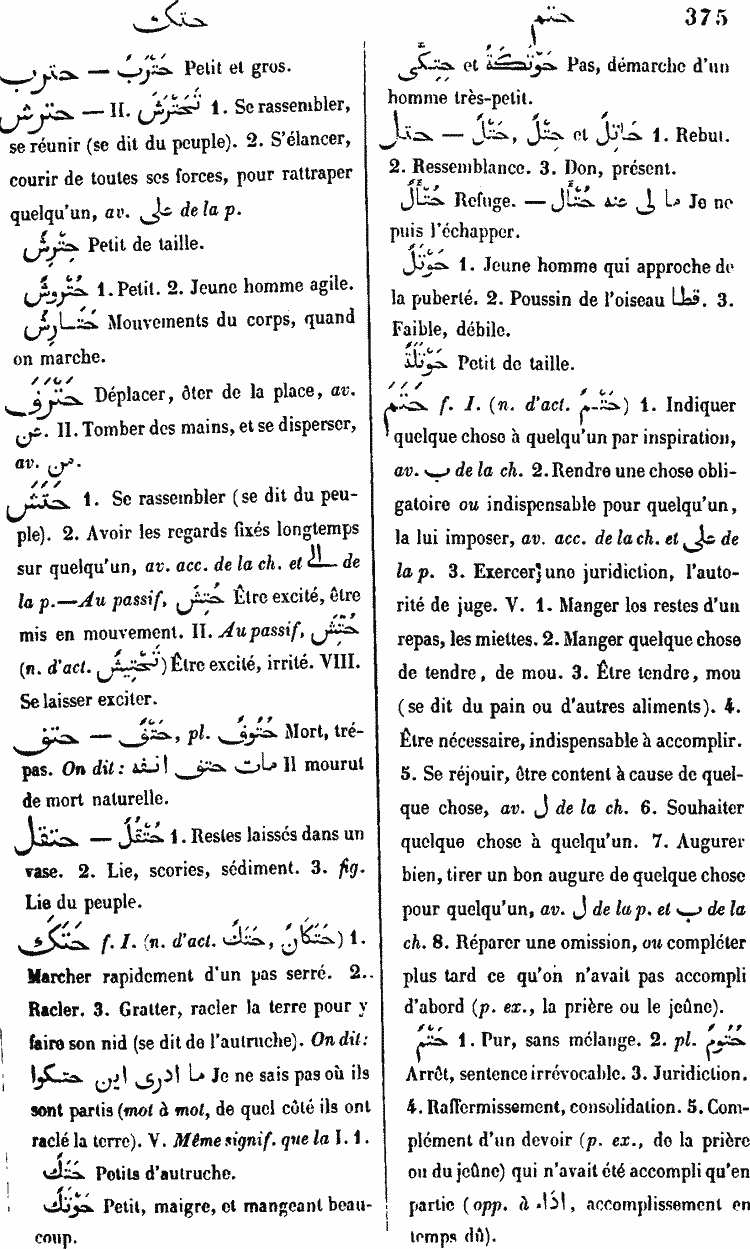 حتك
حتم
375
حترب — حَتْرَبٌ Petit et gros.
حترش — II. تَحَتْرَشَ 1. Se rassembler,
se réunir (se dit du peuple). 2. S'élancer,
courir de toutes ses forces, pour rattraper
quelqu'un, av. على de la p.
حِتْرِشٌ Petit de taille.
حُتْرُوشٌ 1. Petit. 2. Jeune homme agile.
حَتَارِشُ Mouvements du corps, quand
on marche.
حَتْرَفَ Déplacer, ôter de la place, av.
عن. II. Tomber des mains, et se disperser,
av. من.
حَتَشَ 1. Se rassembler (se dit du peu-
ple). 2. Avoir les regards fixés longtemps
sur quelqu'un, av. acc. de la ch. et الى de
la p.—Au passif, حُتِشَ Être excité, être
mis en mouvement. II. Au passif, حُتِّشَ
(n. d'act. تَحْتِيشٌ) Être excité, irrité. VIII.
Se laisser exciter.
حتف — حَتْفٌ, pl. حُتُوفٌ Mort, tré-
pas. On dit : مات حتف انفه Il mourut
de mort naturelle.
حتفل — حُتْفُلٌ 1. Restes laissés dans un
vase. 2. Lie, scories, sédiment. 3. fig.
Lie du peuple.
حَتَكَ f. I. (n. d'act. حَتْكٌ, حَتَكَانٌ) 1.
Marcher rapidement d'un pas serré. 2..
Racler. 3. Gratter, racler la terre pour y
faire son nid (se dit de l'autruche). On dit:
ما ادرى اين حتكوا Je ne sais pas où ils
sont partis (mot à mot, de quel côté ils ont
raclé la terre). V. Même signif. que la I. 1.
حَتَكٌ Petits d'autruche.
حَوْتَكٌ Petit, maigre, et mangeant beau-
coup.
حَوْتَكَةٌ et حِتِكَّى Pas, démarche d'un
homme très-petit.
حتل — حَتْلٌ, حِتْلٌ et حَاتِلٌ 1. Rebut.
2. Ressemblance. 3. Don, présent.
حُتْأَلٌ Refuge. — ما لى عنه حُتْأَلٌ Je ne
puis l'échapper.
حَوْتَلٌ 1. Jeune homme qui approche de
la puberté. 2. Poussin de l'oiseau قطا. 3.
Faible, débile.
حَوْتَلَةٌ Petit de taille.
حَتَمَ f. I. (n. d'act. حَتْمٌ) 1. Indiquer
quelque chose à quelqu'un par inspiration,
av. ب de la ch. 2. Rendre une chose obli-
gatoire ou indispensable pour quelqu'un,
la lui imposer, av. acc. de la ch. et على de
la p. 3. Exercer une juridiction, l'auto-
rité de juge. V. 1. Manger les restes d'un
repas, les miettes. 2. Manger quelque chose
de tendre, de mou. 3. Être tendre, mou
(se dit du pain ou d'autres aliments). 4.
Être nécessaire, indispensable à accomplir.
5. Se réjouir, être content à cause de quel-
que chose, av. ل de la ch. 6. Souhaiter
quelque chose à quelqu'un. 7. Augurer
bien, tirer un bon augure de quelque chose
pour quelqu'un, av. ل de la p. et ب de la
ch. 8. Réparer une omission, ou compléter
plus tard ce qu'on n'avait pas accompli
d'abord (p. ex., la prière ou le jeûne).
حَتْمٌ 1. Pur, sans mélange. 2. pl. حُتُومٌ
Arrêt, sentence irrévocable. 3. Juridiction.
4. Raffermissement, consolidation. 5. Com-
plément d'un devoir (p. ex., de la prière
ou du jeûne) qui n'avait été accompli qu'en
partie (opp. à اَدَاء, accomplissement en
temps dû).